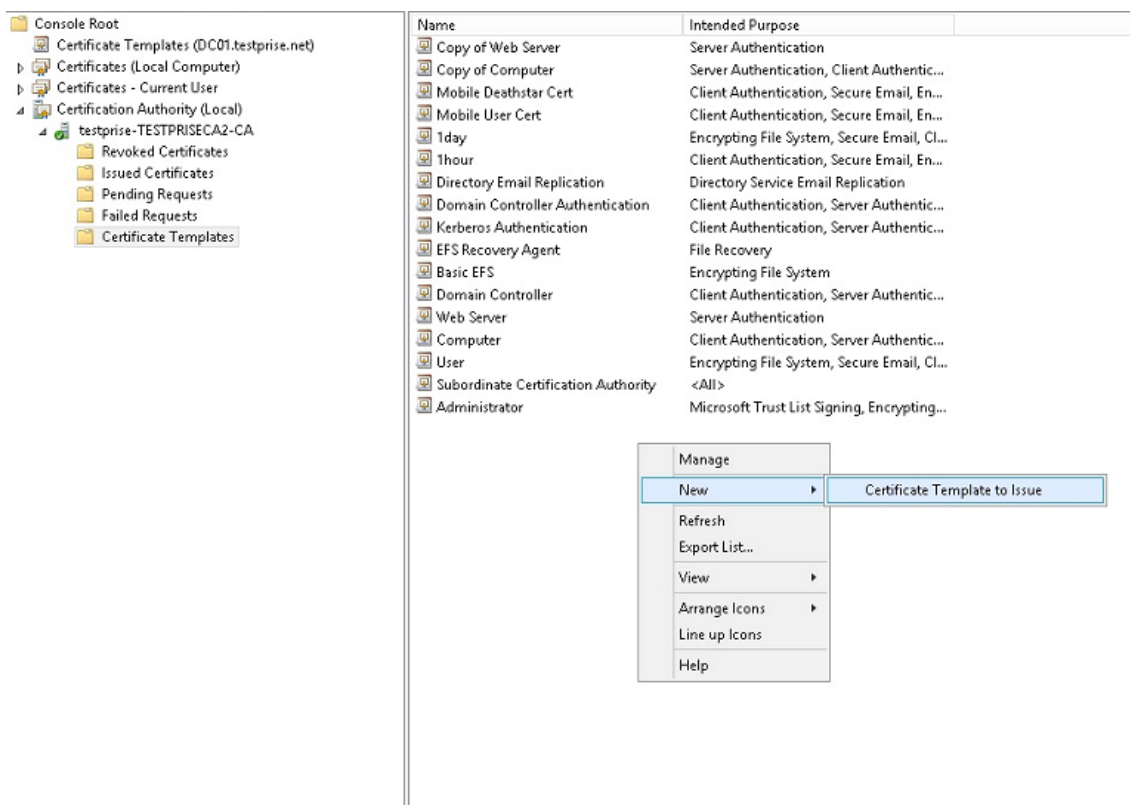 Console Root
Certificate Templates (DC01.testprise.net)
Certificates (Local Computer)
Certificates - Current User
Certification Authority (Local)
testprise-TESTPRISECA2-CA
Revoked Certificates
Issued Certificates
Pending Requests
Failed Requests
Certificate Templates
Name Intended Purpose
Copy of Web Server Server Authentication
Copy of Computer Server Authentication, Client Authentic...
Mobile Deathstar Cert Client Authentication, Secure Email, En...
Mobile User Cert Client Authentication, Secure Email, En...
1day Encrypting File System, Secure Email, Cl...
1hour Client Authentication, Secure Email, En...
Directory Email Replication Directory Service Email Replication
Domain Controller Authentication Client Authentication, Server Authentic...
Kerberos Authentication Client Authentication, Server Authentic...
EFS Recovery Agent File Recovery
Basic EFS Encrypting File System
Domain Controller Client Authentication, Server Authentic...
Web Server Server Authentication
Computer Client Authentication, Server Authentic...
User Encrypting File System, Secure Email, Cl...
Subordinate Certification Authority <All>
Administrator Microsoft Trust List Signing, Encrypting...
Manage
New Certificate Template to Issue
Refresh
Export List...
View
Arrange Icons
Line up Icons
Help